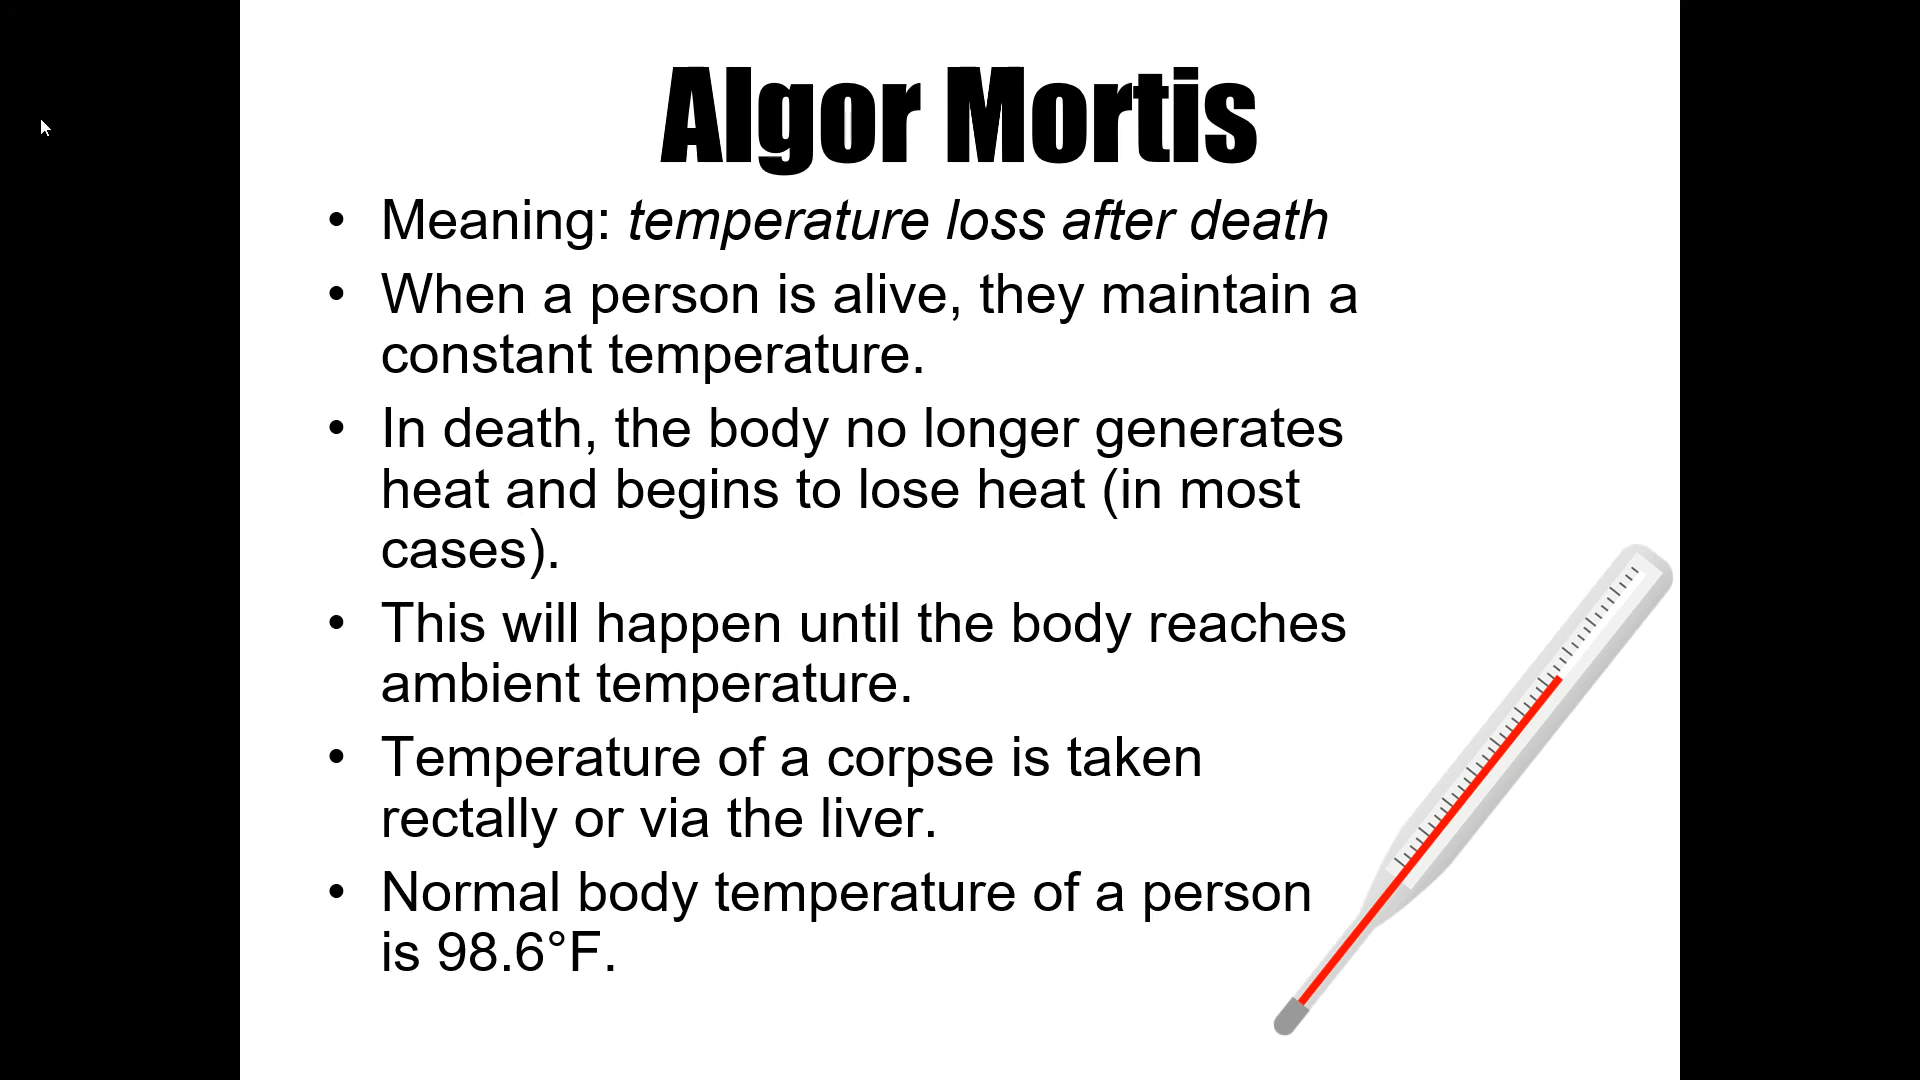 Algor Mortis
• Meaning: temperature loss after death
• When a person is alive, they maintain a
constant temperature.
• In death, the body no longer generates
heat and begins to lose heat (in most
cases).
• This will happen until the body reaches
ambient temperature.
• Temperature of a corpse is taken
rectally or via the liver.
• Normal body temperature of a person
is 98.6°F.